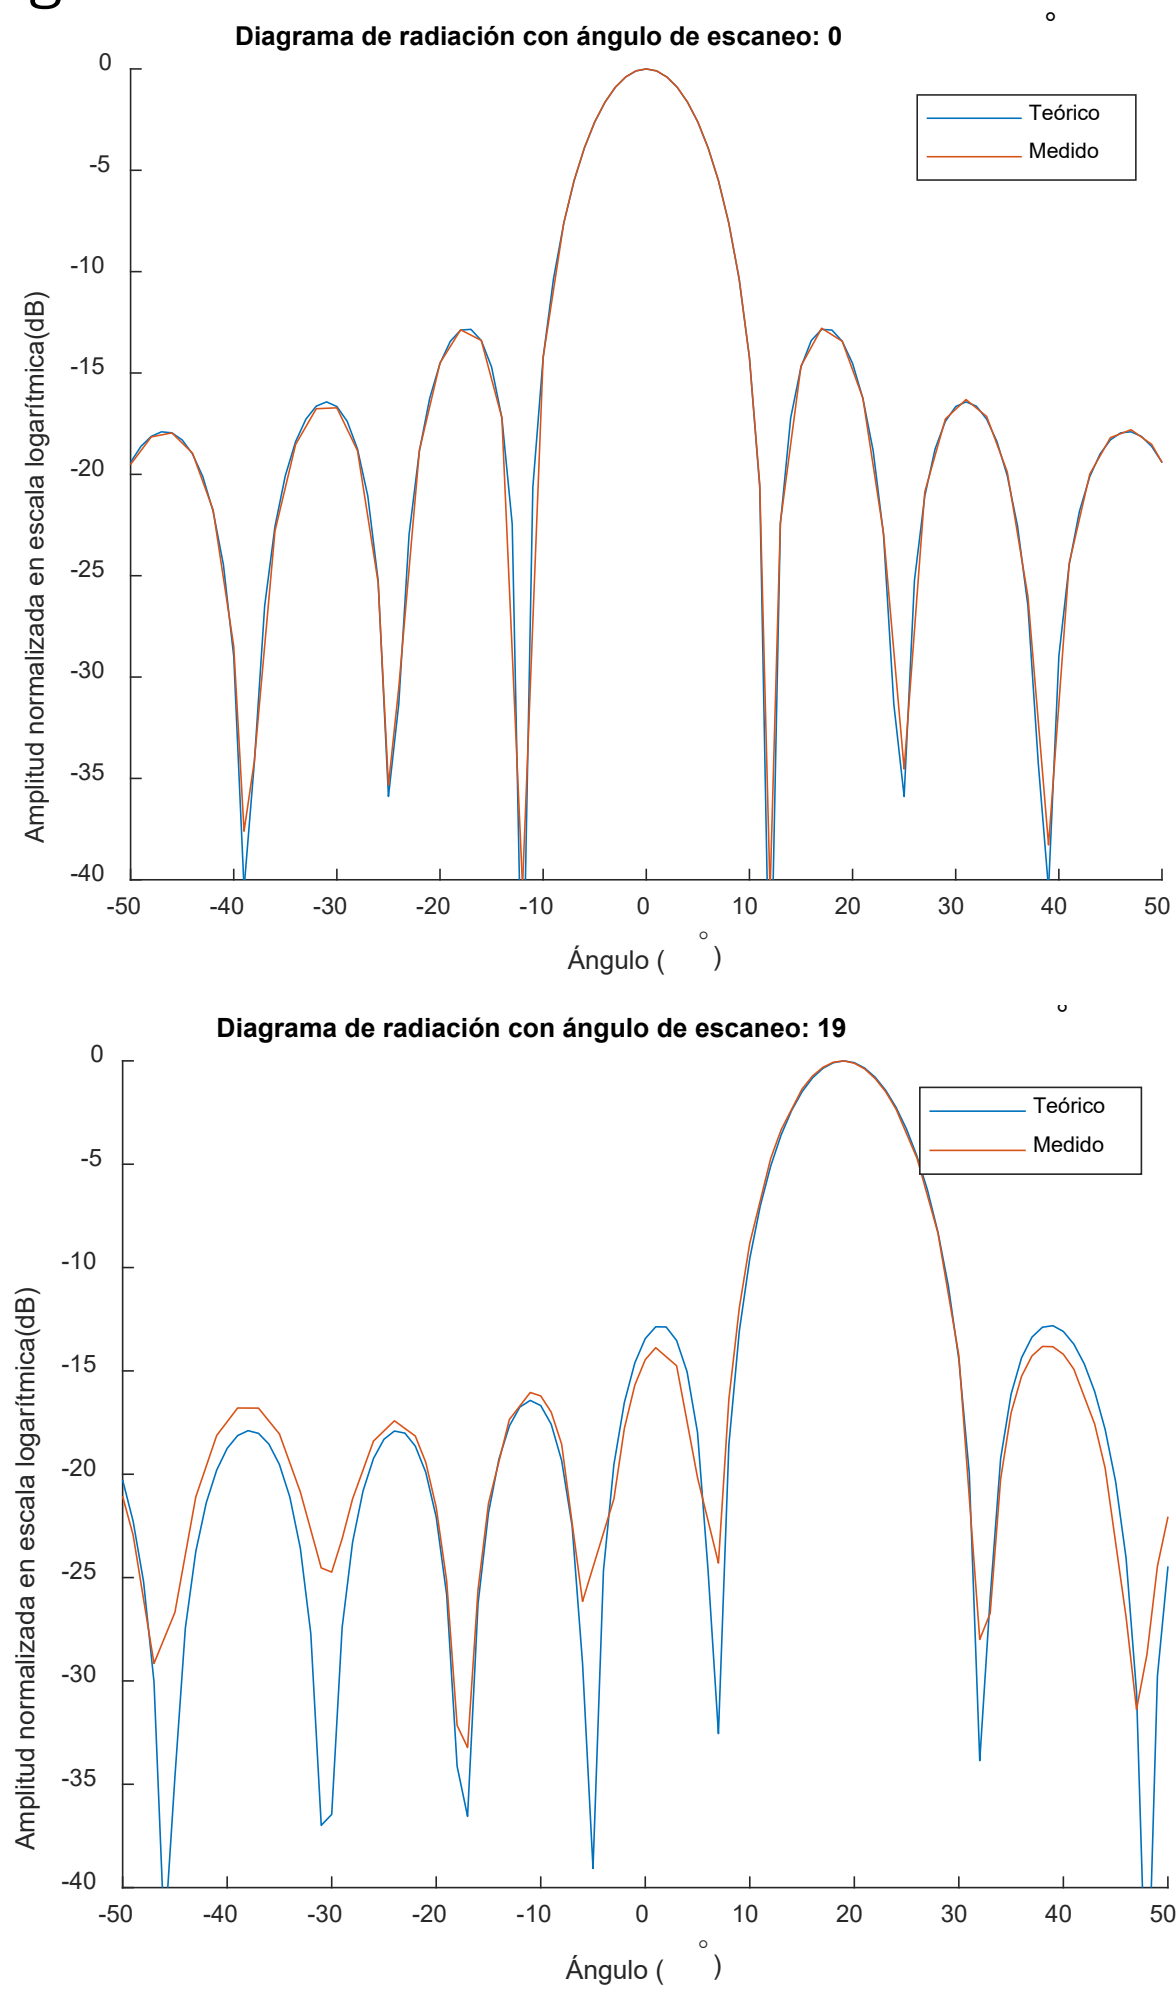 g
Diagrama de radiación con ángulo de escaneo: 0 °
0
-5
-10
-15
-20
-25
-30
-35
-40
Amplitud normalizada en escala logarítmica(dB)
Teórico
Medido
-50 -40 -30 -20 -10 0 10 20 30 40 50
Ángulo ( ° )
Diagrama de radiación con ángulo de escaneo: 19 °
0
-5
-10
-15
-20
-25
-30
-35
-40
Amplitud normalizada en escala logarítmica(dB)
Teórico
Medido
-50 -40 -30 -20 -10 0 10 20 30 40 50
Ángulo ( ° )